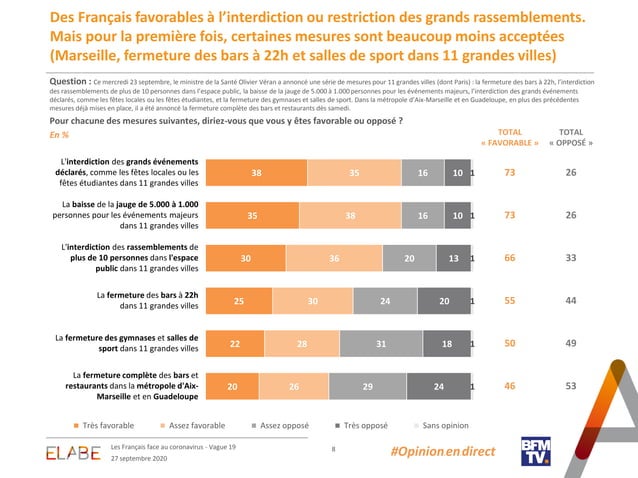 Des Français favorables à l'interdiction ou restriction des grands rassemblements.
Mais pour la première fois, certaines mesures sont beaucoup moins acceptées
(Marseille, fermeture des bars à 22h et salles de sport dans 11 grandes villes)
Question : Ce mercredi 23 septembre, le ministre de la Santé Olivier Véran a annoncé une série de mesures pour 11 grandes villes (dont Paris) : la fermeture des bars à 22h, l'interdiction
des rassemblements de plus de 10 personnes dans l'espace public, la baisse de la jauge de 5.000 à 1.000 personnes pour les événements majeurs, l'interdiction des grands événements
déclarés, comme les fêtes locales ou les fêtes étudiantes, et la fermeture des gymnases et salles de sport. Dans la métropole d'Aix-Marseille et en Guadeloupe, en plus des précédentes
mesures déjà mises en place, il a été annoncé la fermeture complète des bars et restaurants dès samedi.
Pour chacune des mesures suivantes, diriez-vous que vous y êtes favorable ou opposé ?
En %
TOTAL « FAVORABLE »
TOTAL « OPPOSÉ »
L'interdiction des grands événements
déclarés, comme les fêtes locales ou les
fêtes étudiantes dans 11 grandes villes
38 35 16 10 1 73 26
La baisse de la jauge de 5.000 à 1.000
personnes pour les événements majeurs
dans 11 grandes villes
35 38 16 10 1 73 26
L'interdiction des rassemblements de
plus de 10 personnes dans l'espace
public dans 11 grandes villes
30 36 20 13 1 66 33
La fermeture des bars à 22h
dans 11 grandes villes
25 30 24 20 1 55 44
La fermeture des gymnases et salles de
sport dans 11 grandes villes
22 28 31 18 1 50 49
La fermeture complète des bars et
restaurants dans la métropole d'Aix-
Marseille et en Guadeloupe
20 26 29 24 1 46 53
Très favorable Assez favorable Assez opposé Très opposé Sans opinion
ELABE
Les Français face au coronavirus - Vague 19
27 septembre 2020
8
#Opinion en direct
BFM
TV.